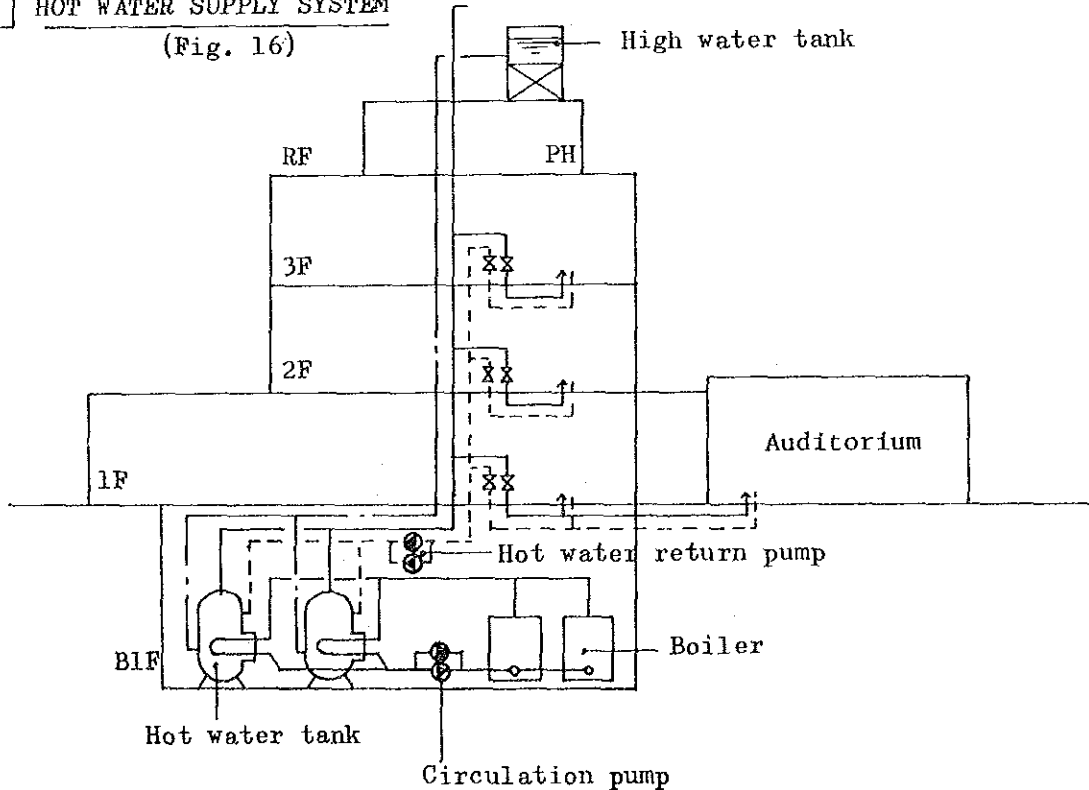 HOT WATER SUPPLY SYSTEM
(Fig. 16)
High water tank
RF
PH
3F
2F
Auditorium
1F
Hot water return pump
Boiler
B1F
Hot water tank
Circulation pump